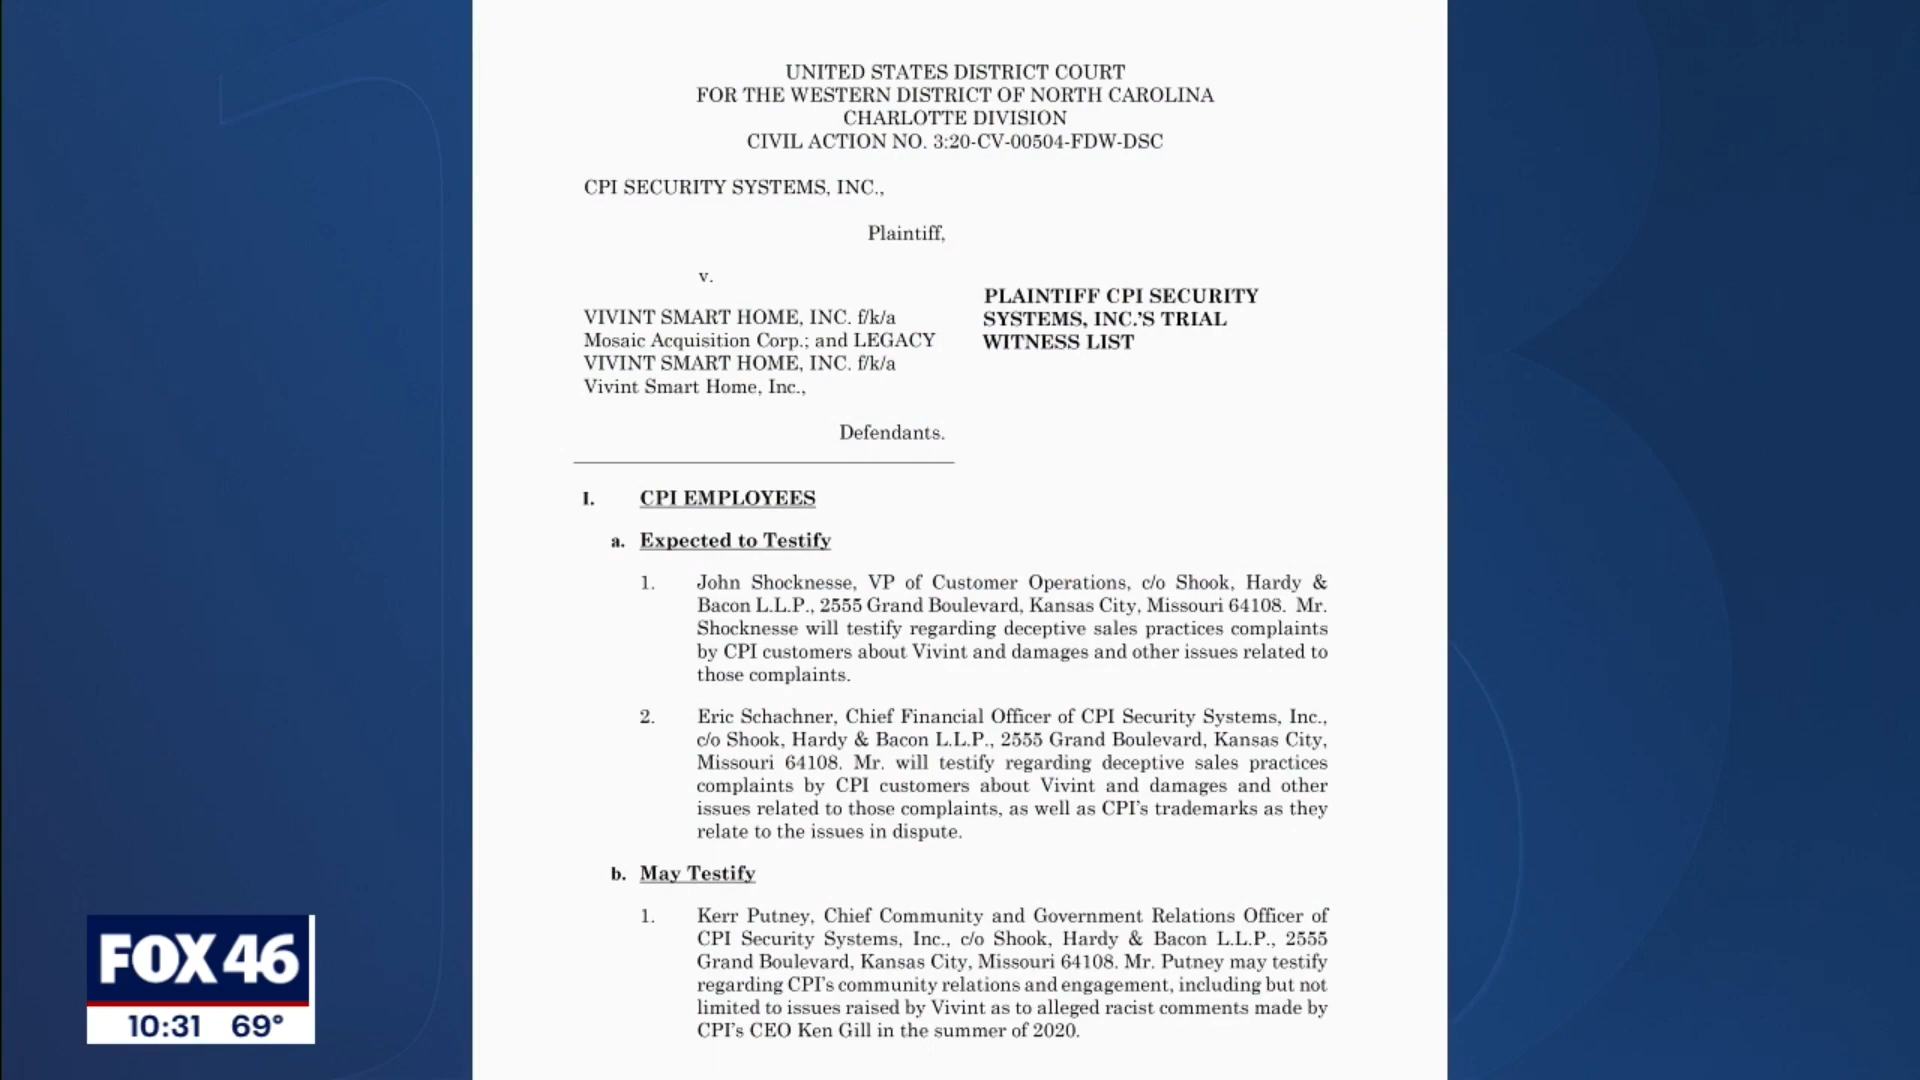 UNITED STATES DISTRICT COURT
FOR THE WESTERN DISTRICT OF NORTH CAROLINA
CHARLOTTE DIVISION
CIVIL ACTION NO. 3:20-CV-00504-FDW-DSC
CPI SECURITY SYSTEMS, INC.,
Plaintiff,
v.
VIVINT SMART HOME, INC. f/k/a
Mosaic Acquisition Corp.; and LEGACY
VIVINT SMART HOME, INC. f/k/a
Vivint Smart Home, Inc.,
Defendants.
PLAINTIFF CPI SECURITY
SYSTEMS, INC.'S TRIAL
WITNESS LIST
I. CPI EMPLOYEES
a. Expected to Testify
1. John Shocknesse, VP of Customer Operations, c/o Shook, Hardy &
Bacon L.L.P., 2555 Grand Boulevard, Kansas City, Missouri 64108. Mr.
Shocknesse will testify regarding deceptive sales practices complaints
by CPI customers about Vivint and damages and other issues related to
those complaints.
2. Eric Schachner, Chief Financial Officer of CPI Security Systems, Inc.,
c/o Shook, Hardy & Bacon L.L.P., 2555 Grand Boulevard, Kansas City,
Missouri 64108. Mr. will testify regarding deceptive sales practices
complaints by CPI customers about Vivint and damages and other
issues related to those complaints, as well as CPI's trademarks as they
relate to the issues in dispute.
b. May Testify
1. Kerr Putney, Chief Community and Government Relations Officer of
CPI Security Systems, Inc., c/o Shook, Hardy & Bacon L.L.P., 2555
Grand Boulevard, Kansas City, Missouri 64108. Mr. Putney may testify
regarding CPI's community relations and engagement, including but not
limited to issues raised by Vivint as to alleged racist comments made by
CPI's CEO Ken Gill in the summer of 2020.
FOX 46
10:31 69°